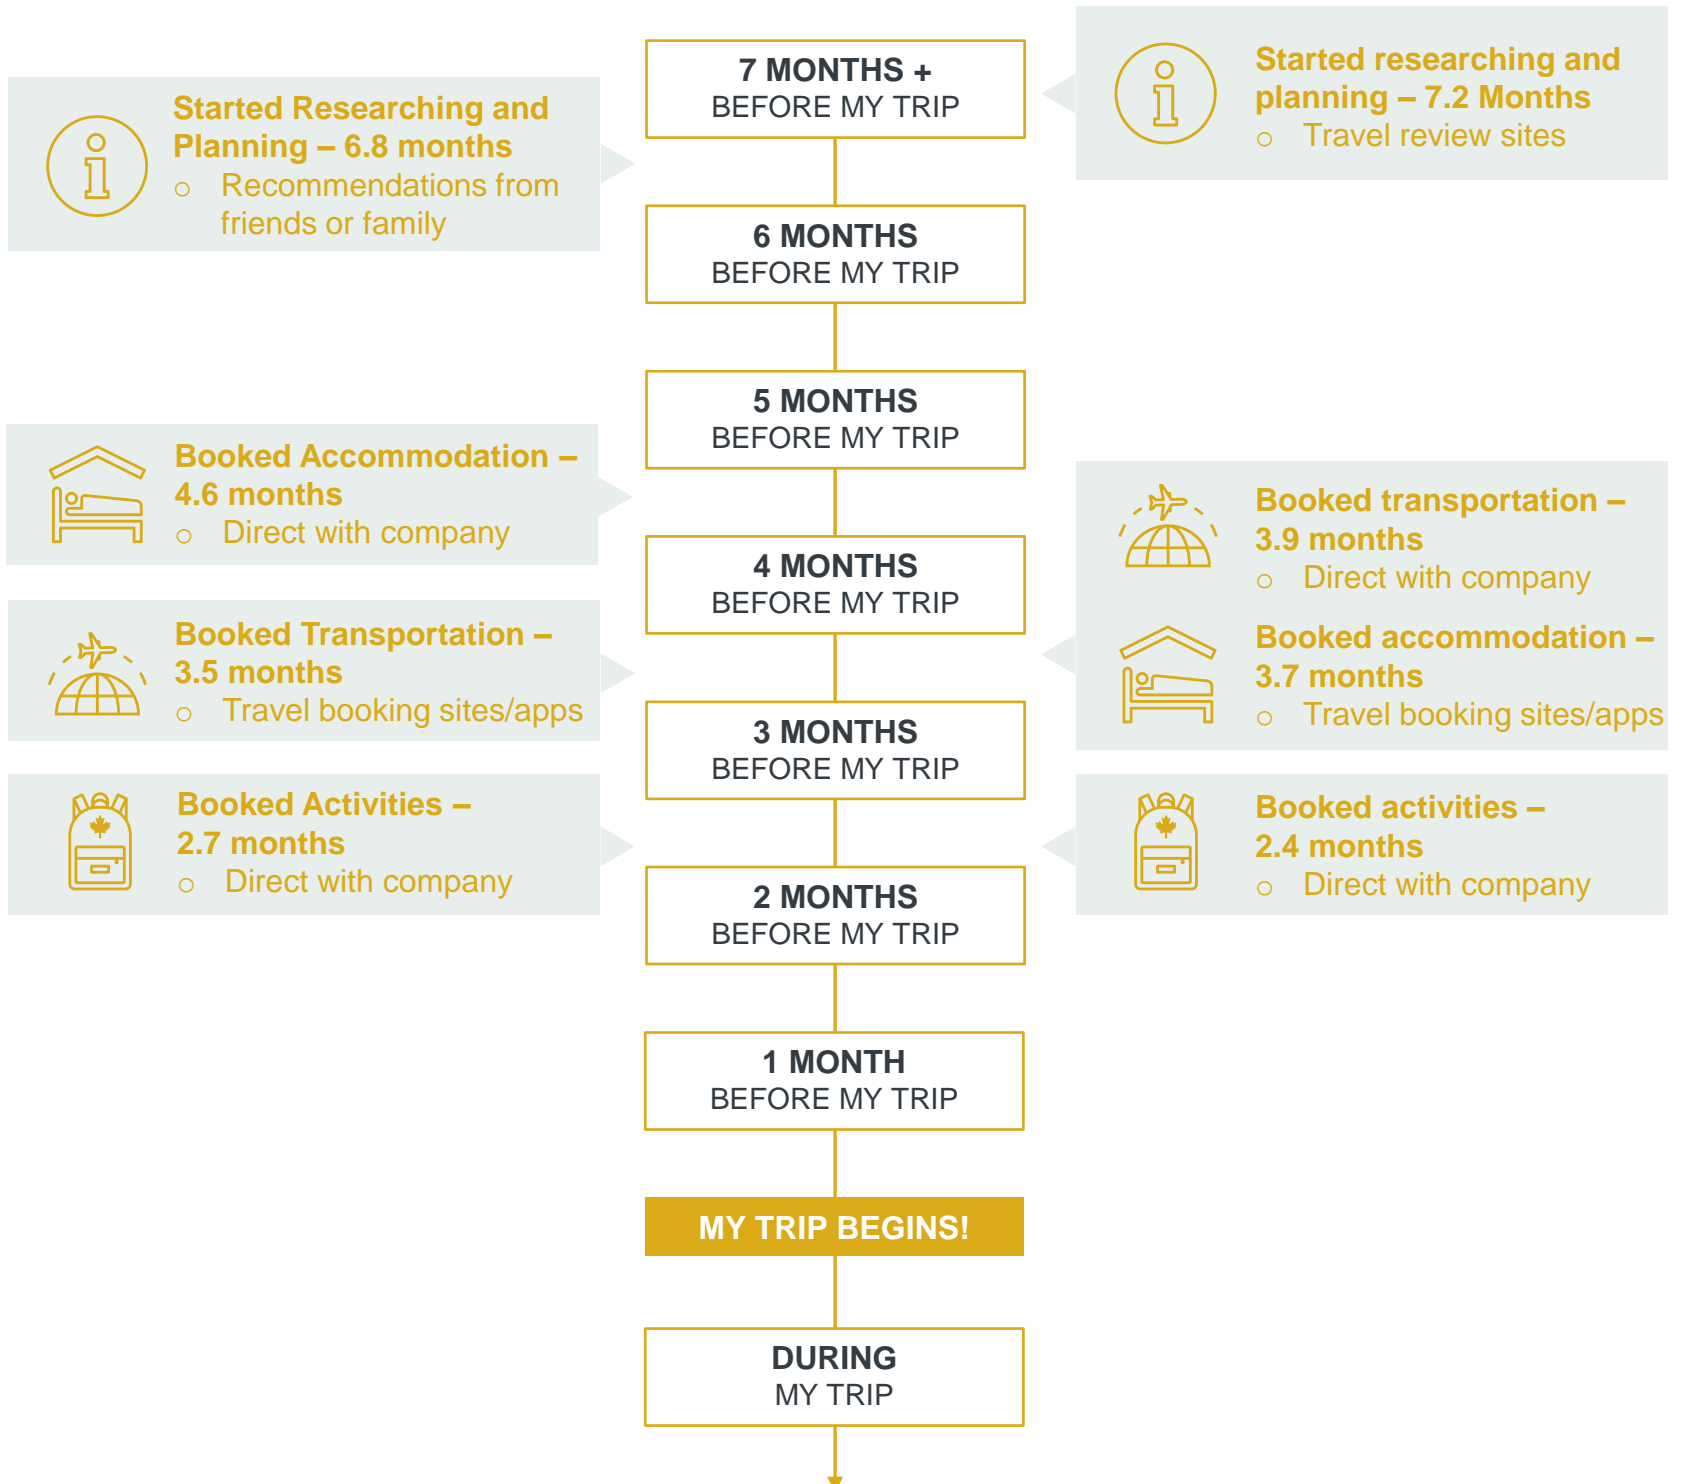 7 MONTHS +
BEFORE MY TRIP
Started researching and
planning – 7.2 Months
o Travel review sites
Started Researching and
Planning – 6.8 months
o Recommendations from
friends or family
6 MONTHS
BEFORE MY TRIP
5 MONTHS
BEFORE MY TRIP
Booked Accommodation –
4.6 months
o Direct with company
Booked transportation –
3.9 months
o Direct with company
4 MONTHS
BEFORE MY TRIP
Booked Transportation –
3.5 months
o Travel booking sites/apps
Booked accommodation –
3.7 months
o Travel booking sites/apps
3 MONTHS
BEFORE MY TRIP
Booked Activities –
2.7 months
o Direct with company
Booked activities –
2.4 months
o Direct with company
2 MONTHS
BEFORE MY TRIP
1 MONTH
BEFORE MY TRIP
MY TRIP BEGINS!
DURING
MY TRIP